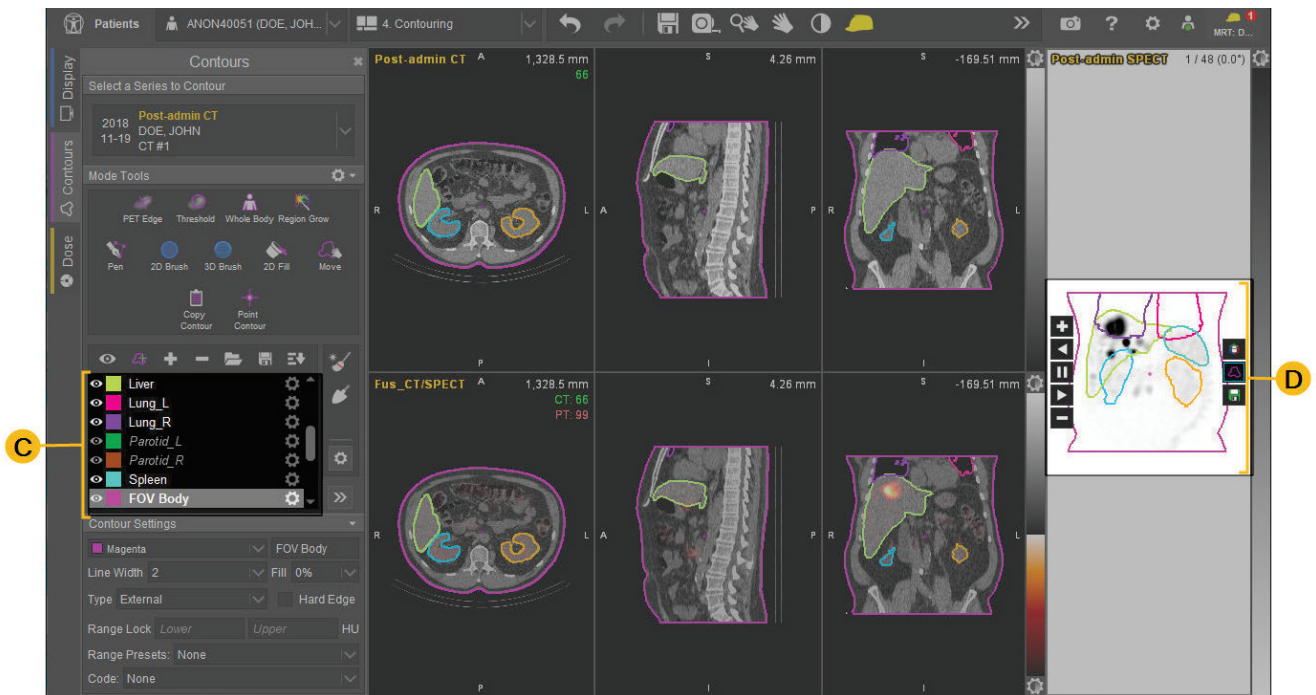 Patients
ANON40051 (DOE, JOH...
4. Contouring
1
MRT: D...
Display
Contours
Dose
Contours
Select a Series to Contour
2018
11-19
Post-admin CT
DOE, JOHN
CT #1
Mode Tools
PET Edge Threshold Whole Body Region Grow
Pen 2D Brush 3D Brush 2D Fill Move
Copy Contour Point Contour
Liver
Lung_L
Lung_R
Parotid_L
Parotid_R
Spleen
FOV Body
C
Contour Settings
Magenta FOV Body
Line Width 2 Fill 0%
Type External Hard Edge
Range Lock Lower Upper HU
Range Presets: None
Code: None
Post-admin CT A 1,328.5 mm
66
R L
P
S 4.26 mm
A P
I
S -169.51 mm
R L
I
Fus_CT/SPECT A 1,328.5 mm
CT: 66
PT: 99
R L
P
S 4.26 mm
A P
I
S -169.51 mm
R L
I
Post-admin SPECT 1 / 48 (0.0°)
D